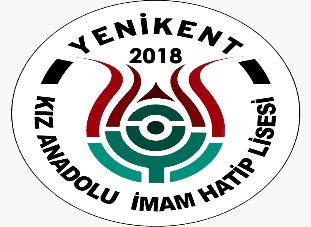 YENİKENT
2018
KIZ ANADOLU İMAM HATİP LİSESİ